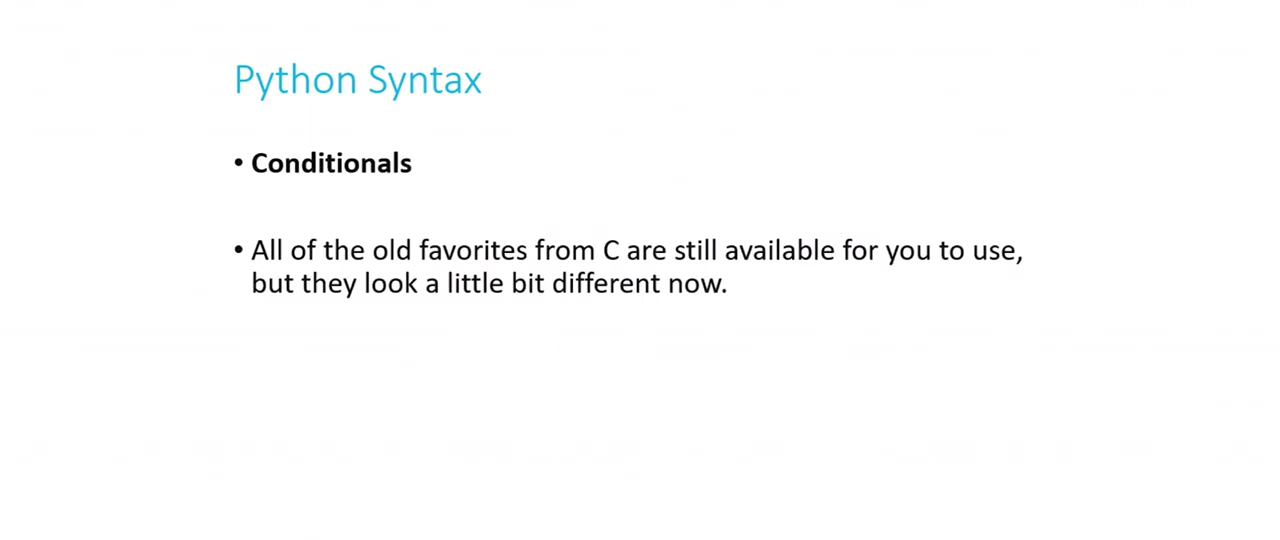 Python Syntax
• Conditionals
• All of the old favorites from C are still available for you to use,
but they look a little bit different now.